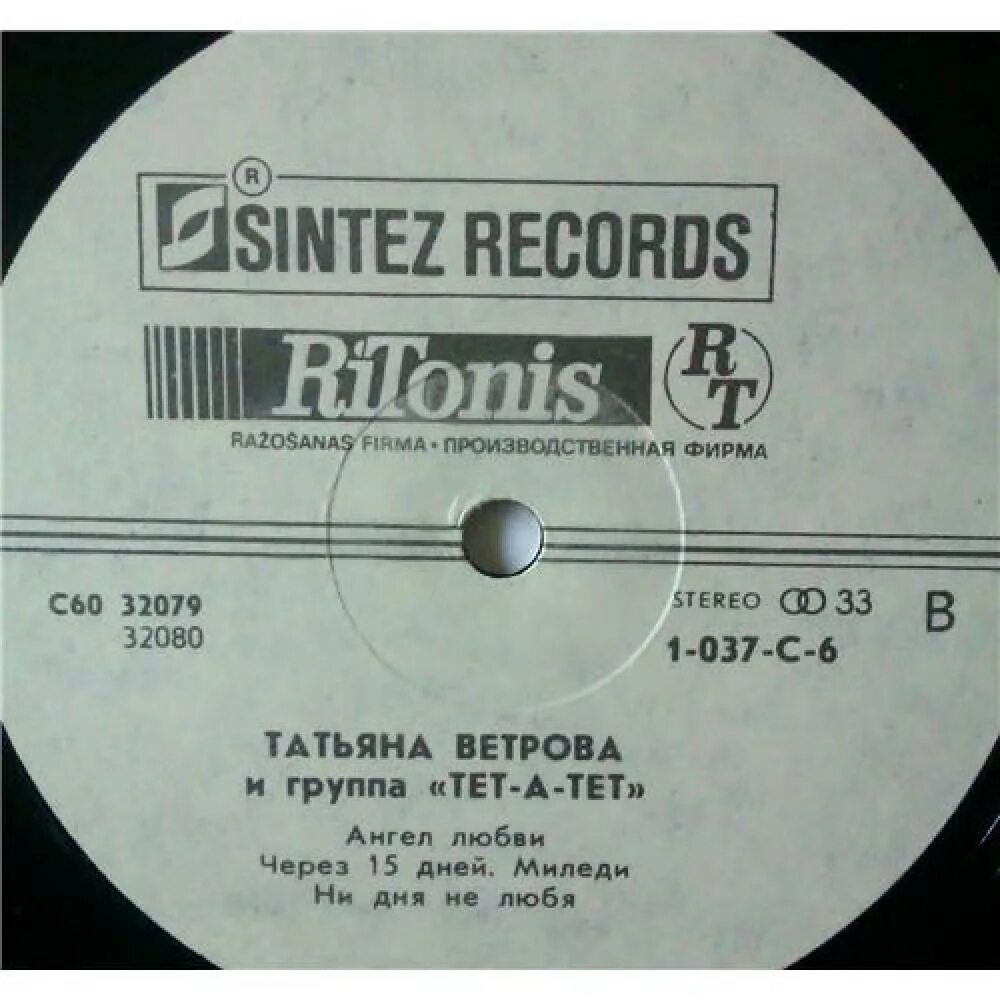 ®
SINTEZ RECORDS
RiTonis
RT
RAŽOŠANAS FIRMA • ПРОИЗВОДСТВЕННАЯ ФИРМА
С60 32079
32080
STEREO 33
B
1-037-С-6
ТАТЬЯНА ВЕТРОВА
и группа «ТЕТ-А-ТЕТ»
Ангел любви
Через 15 дней. Миледи
Ни дня не любя